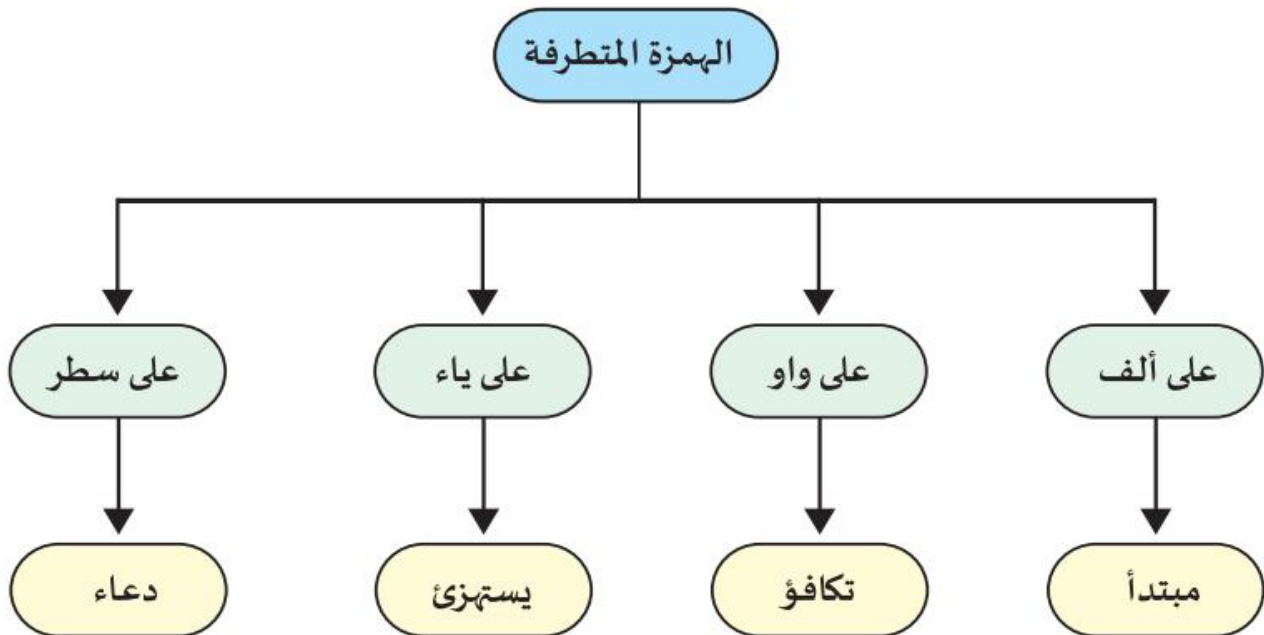 الهمزة المتطرفة
على ألف
على واو
على ياء
على سطر
مبتدأ
تكافؤ
يستهزئ
دعاء